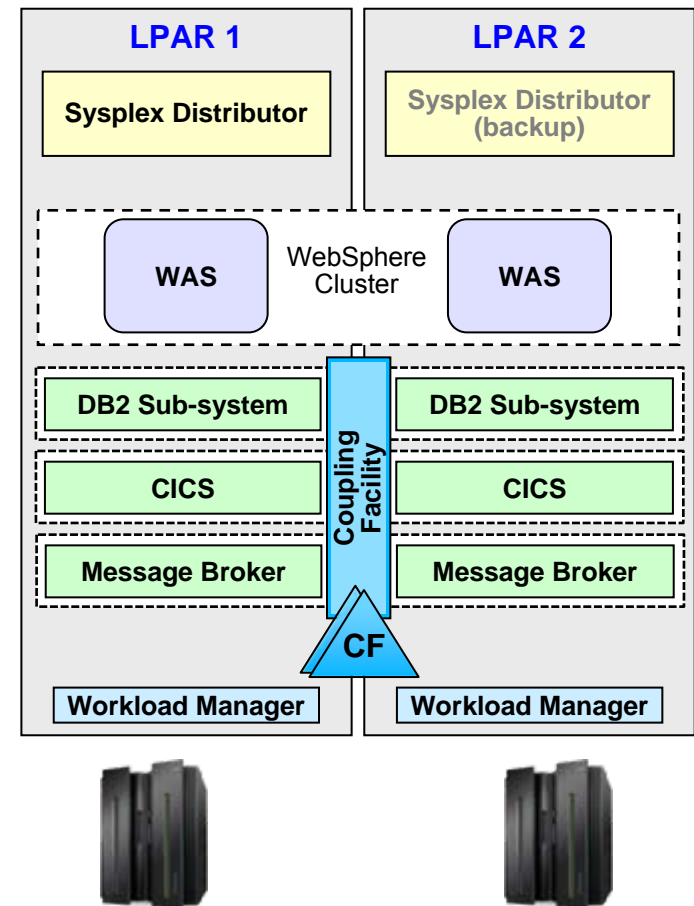 LPAR 1
LPAR 2
Sysplex Distributor
Sysplex Distributor
(backup)
WAS
WebSphere
Cluster
WAS
DB2 Sub-system
DB2 Sub-system
CICS
CICS
Message Broker
Message Broker
Coupling
Facility
CF
Workload Manager
Workload Manager